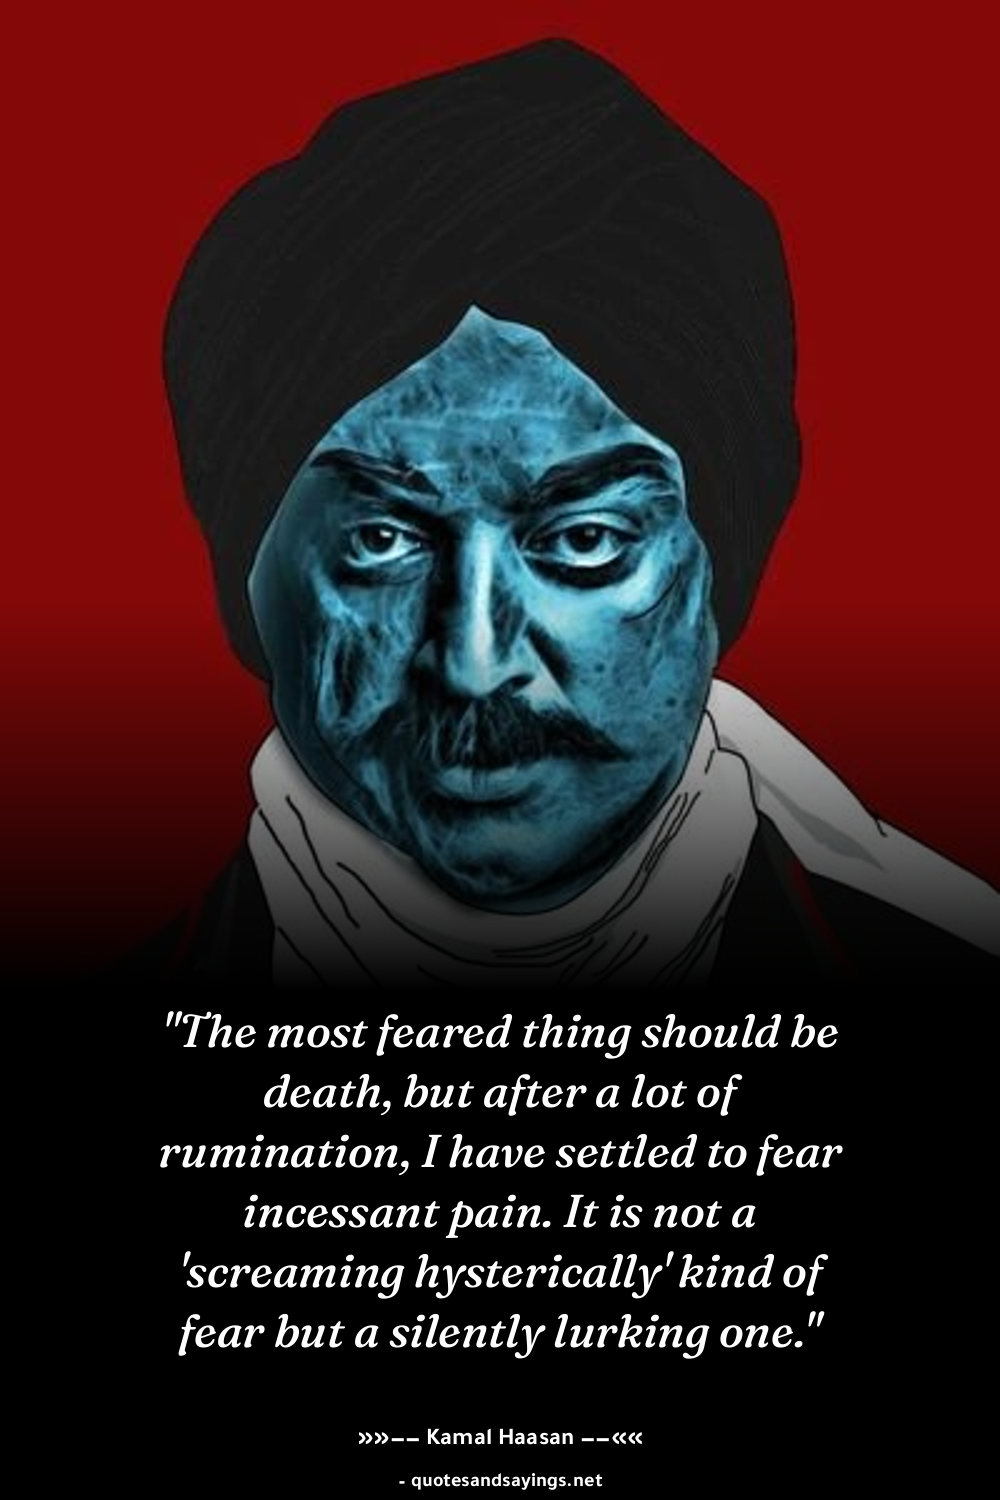 "The most feared thing should be
death, but after a lot of
rumination, I have settled to fear
incessant pain. It is not a
'screaming hysterically' kind of
fear but a silently lurking one."
»»−− Kamal Haasan −−««
- quotesandsayings.net